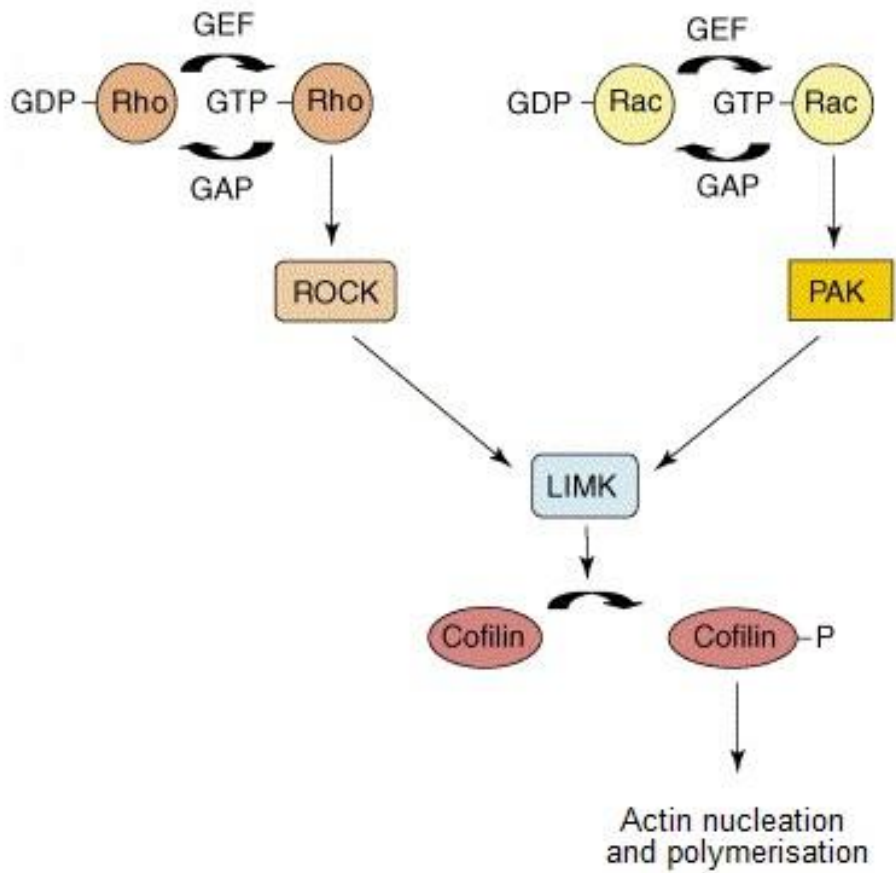 GEF
GDP Rho GTP Rho
GAP
GEF
GDP Rac GTP Rac
GAP
ROCK
PAK
LIMK
Cofilin
Cofilin P
Actin nucleation
and polymerisation